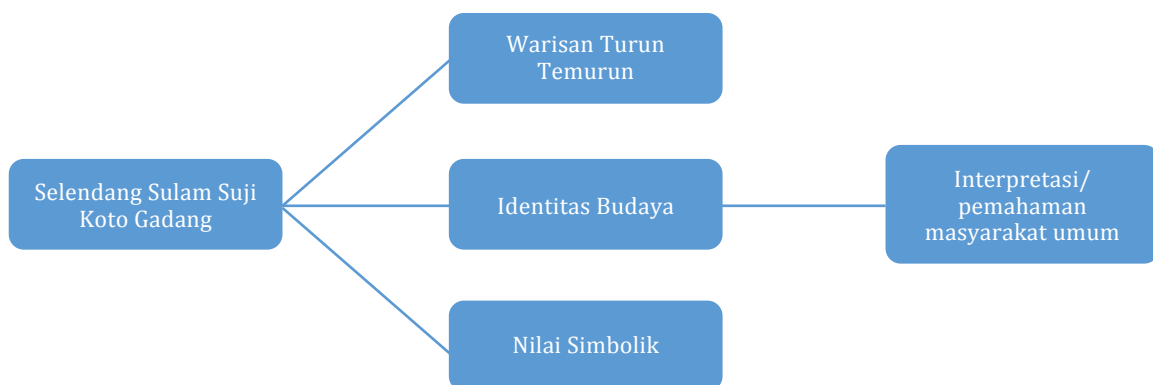 Warisan Turun
Temurun
Selendang Sulam Suji
Koto Gadang
Identitas Budaya
Interpretasi/
pemahaman
masyarakat umum
Nilai Simbolik